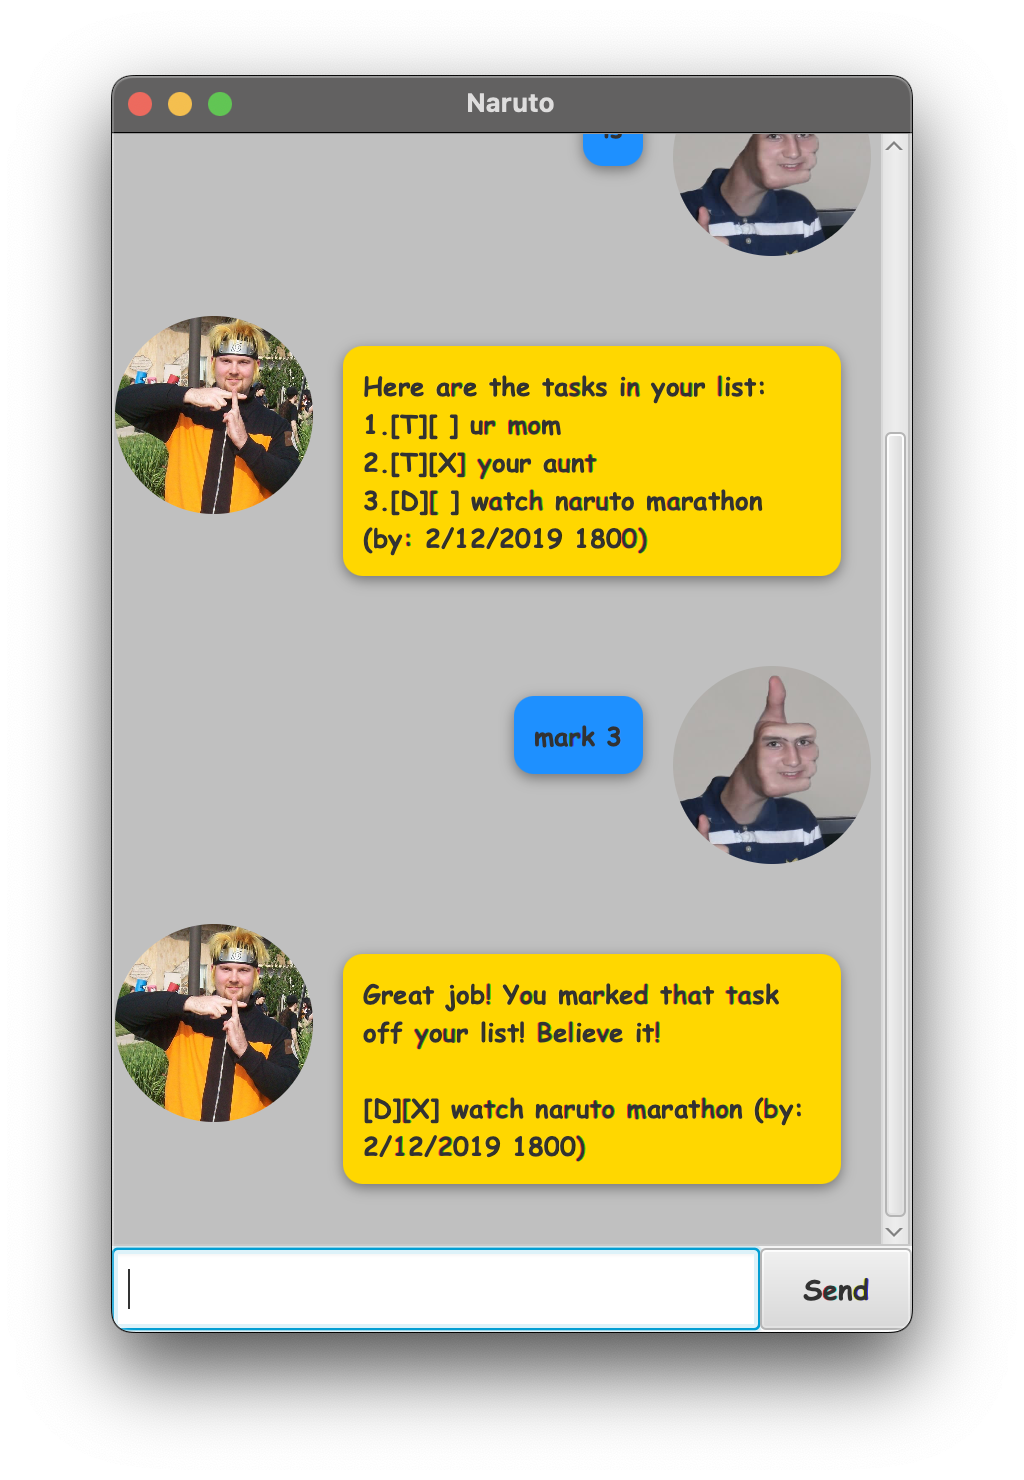 Naruto
Here are the tasks in your list:
1.[T][ ] ur mom
2.[T][X] your aunt
3.[D][ ] watch naruto marathon
(by: 2/12/2019 1800)
mark 3
Great job! You marked that task
off your list! Believe it!
[D][X] watch naruto marathon (by:
2/12/2019 1800)
Send